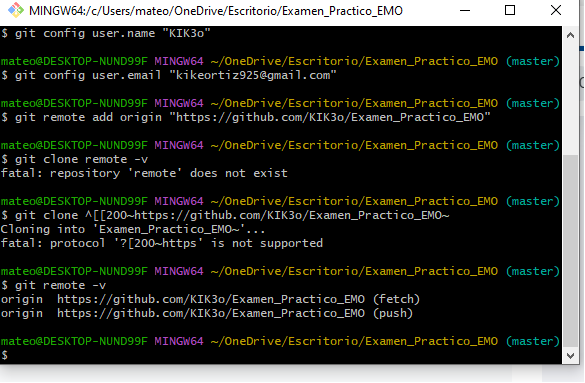 MINGW64:/c/Users/mateo/OneDrive/Escritorio/Examen_Practico_EMO
$ git config user.name "KIK3o"
mateo@DESKTOP-NUND99F MINGW64 ~/OneDrive/Escritorio/Examen_Practico_EMO (master)
$ git config user.email "kikeortiz925@gmail.com"
mateo@DESKTOP-NUND99F MINGW64 ~/OneDrive/Escritorio/Examen_Practico_EMO (master)
$ git remote add origin "https://github.com/KIK3o/Examen_Practico_EMO"
mateo@DESKTOP-NUND99F MINGW64 ~/OneDrive/Escritorio/Examen_Practico_EMO (master)
$ git clone remote -v
fatal: repository 'remote' does not exist
mateo@DESKTOP-NUND99F MINGW64 ~/OneDrive/Escritorio/Examen_Practico_EMO (master)
$ git clone ^[[200~https://github.com/KIK3o/Examen_Practico_EMO~
Cloning into 'Examen_Practico_EMO~'...
fatal: protocol '?[200~https' is not supported
mateo@DESKTOP-NUND99F MINGW64 ~/OneDrive/Escritorio/Examen_Practico_EMO (master)
$ git remote -v
origin  https://github.com/KIK3o/Examen_Practico_EMO (fetch)
origin  https://github.com/KIK3o/Examen_Practico_EMO (push)
mateo@DESKTOP-NUND99F MINGW64 ~/OneDrive/Escritorio/Examen_Practico_EMO (master)
$